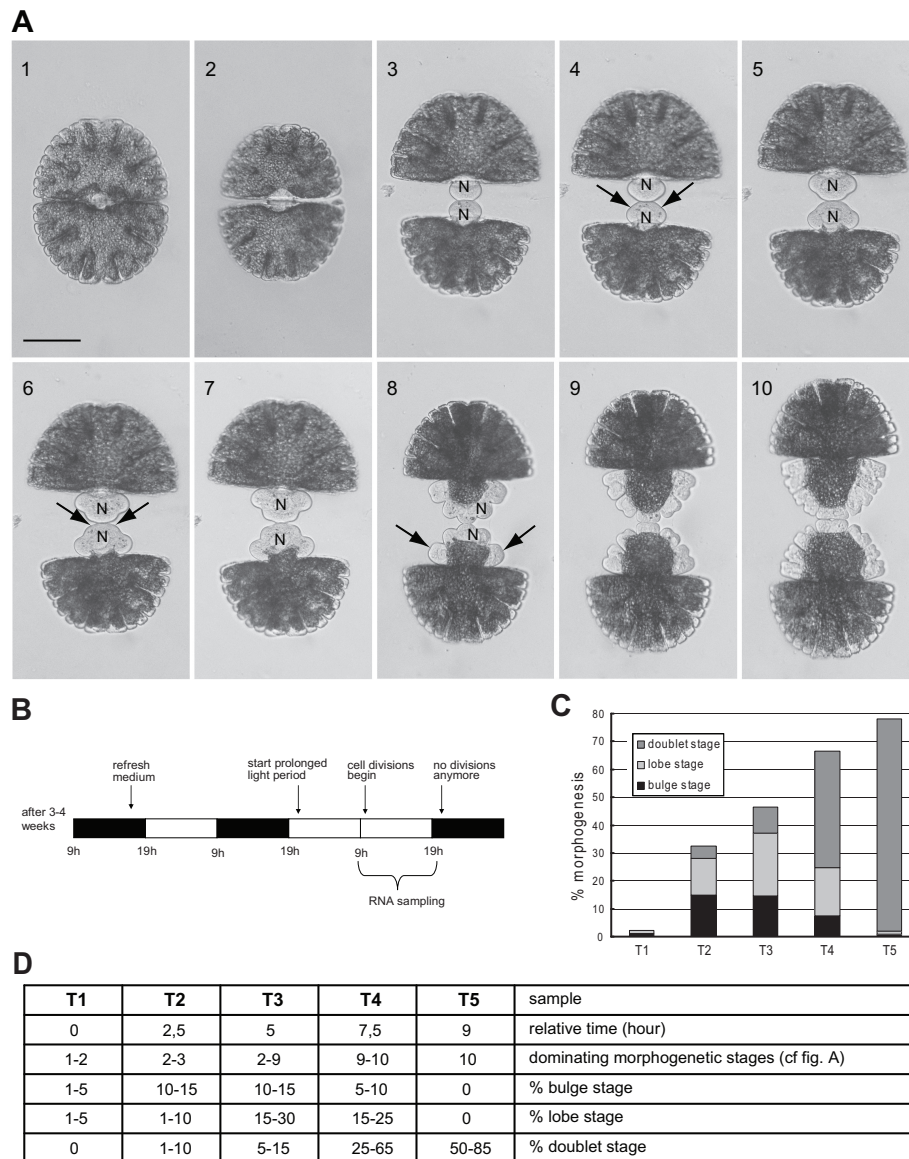 A
1
2
3
4
5
N
N
N
N
N
N
6
7
8
9
10
N
N
N
N
N
N
B
refresh
medium
start prolonged
light period
cell divisions
begin
no divisions
anymore
after 3-4
weeks
9h
19h
9h
19h
9h
19h
RNA sampling
C
% morphogenesis
80
70
60
50
40
30
20
10
0
doublet stage
lobe stage
bulge stage
T1
T2
T3
T4
T5
D
T1 T2 T3 T4 T5 sample
0 2,5 5 7,5 9 relative time (hour)
1-2 2-3 2-9 9-10 10 dominating morphogenetic stages (cf fig. A)
1-5 10-15 10-15 5-10 0 % bulge stage
1-5 1-10 15-30 15-25 0 % lobe stage
0 1-10 5-15 25-65 50-85 % doublet stage